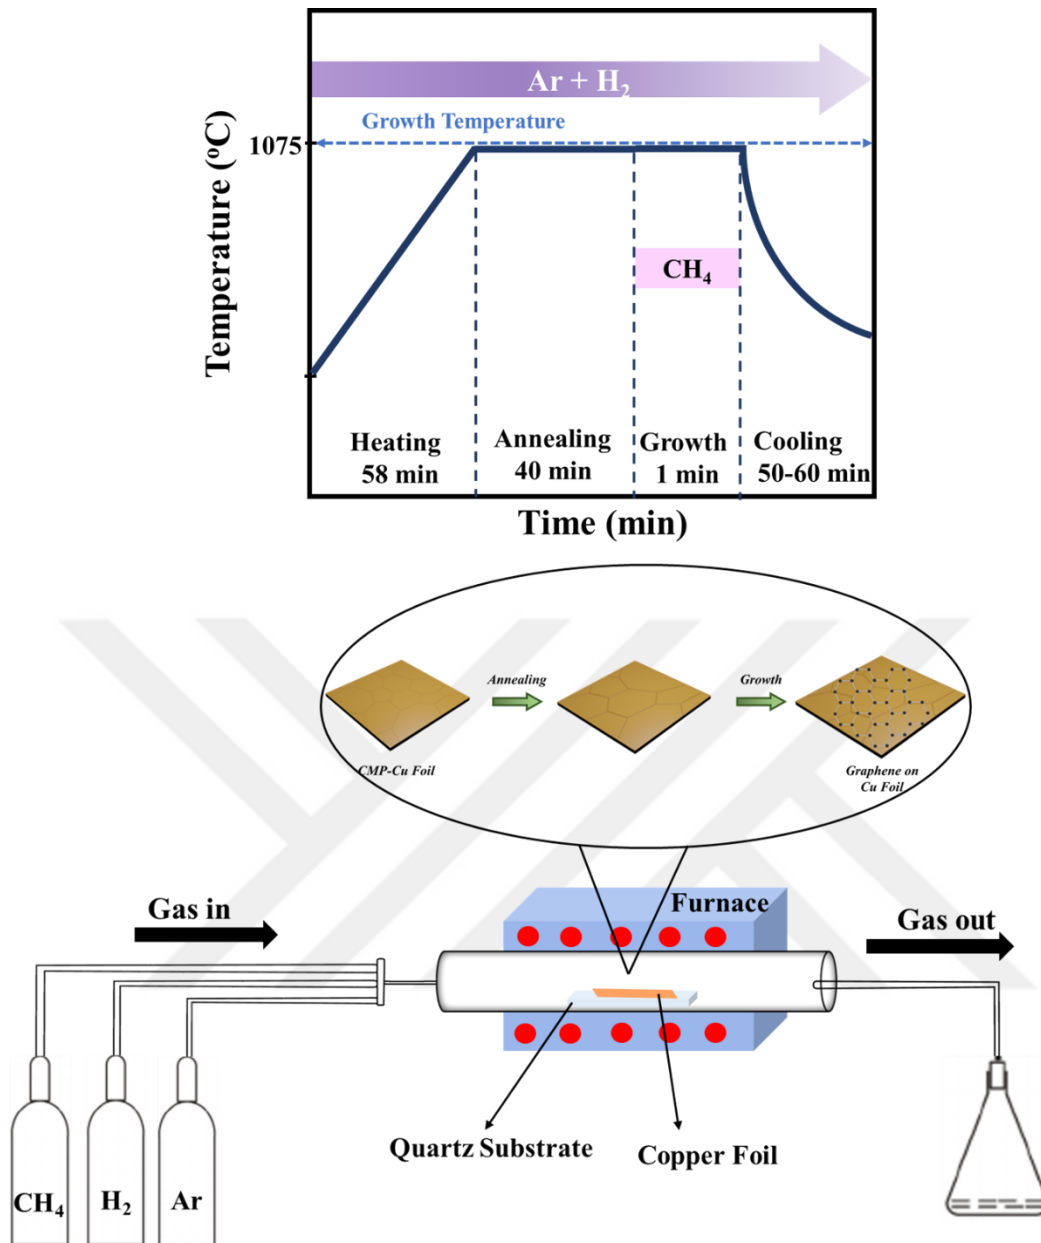 Ar + H₂
Growth Temperature
1075
Temperature (°C)
CH₄
Heating
58 min
Annealing
40 min
Growth
1 min
Cooling
50-60 min
Time (min)
Annealing
Growth
CMP-Cu Foil
Graphene on
Cu Foil
Furnace
Gas in
Gas out
Quartz Substrate
Copper Foil
CH₄
H₂
Ar